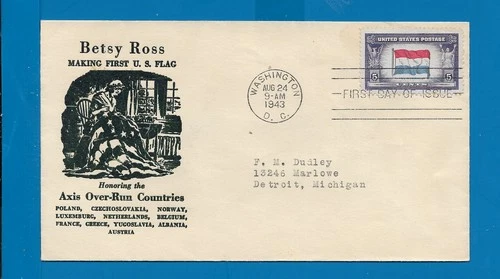 Betsy Ross
MAKING FIRST U. S. FLAG
Honoring the
Axis Over-Run Countries
POLAND, CZECHOSLOVAKIA, NORWAY,
LUXEMBURG, NETHERLANDS, BELGIUM,
FRANCE, GREECE, YUGOSLAVIA, ALBANIA,
AUSTRIA
WASHINGTON
AUG 24
9-AM
1943
D. C.
UNITED STATES POSTAGE
5 5
FIRST DAY OF ISSUE
F. M. Dudley
13246 Marlowe
Detroit, Michigan